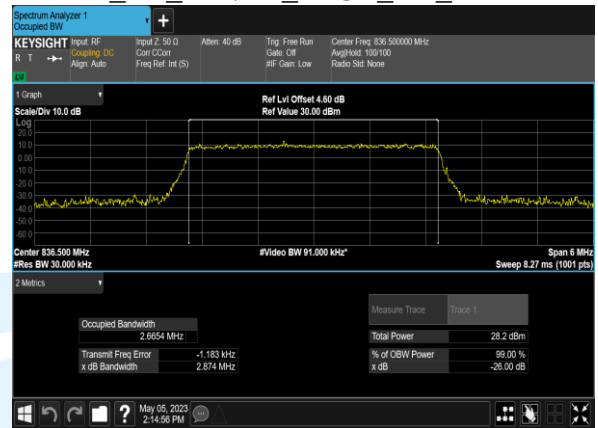 Spectrum Analyzer 1
Occupied BW
+
KEYSIGHT Input: RF Input Z: 50 Ω Atten: 40 dB Trig: Free Run Center Freq: 836.500000 MHz
R T Coupling: DC Corr CCorr Gate: Off Avg|Hold: 100/100
Align: Auto Freq Ref: Int (S) #IF Gain: Low Radio Std: None
1 Graph
Ref Lvl Offset 4.60 dB
Scale/Div 10.0 dB Ref Value 30.00 dBm
Log
20.0
10.0
0.00
-10.0
-20.0
-30.0
-40.0
-50.0
-60.0
Center 836.500 MHz #Video BW 91.000 kHz* Span 6 MHz
#Res BW 30.000 kHz Sweep 8.27 ms (1001 pts)
2 Metrics
Measure Trace Trace 1
Occupied Bandwidth
2.6654 MHz Total Power 28.2 dBm
Transmit Freq Error -1.183 kHz % of OBW Power 99.00 %
x dB Bandwidth 2.874 MHz x dB -26.00 dB
? May 05, 2023
2:14:56 PM